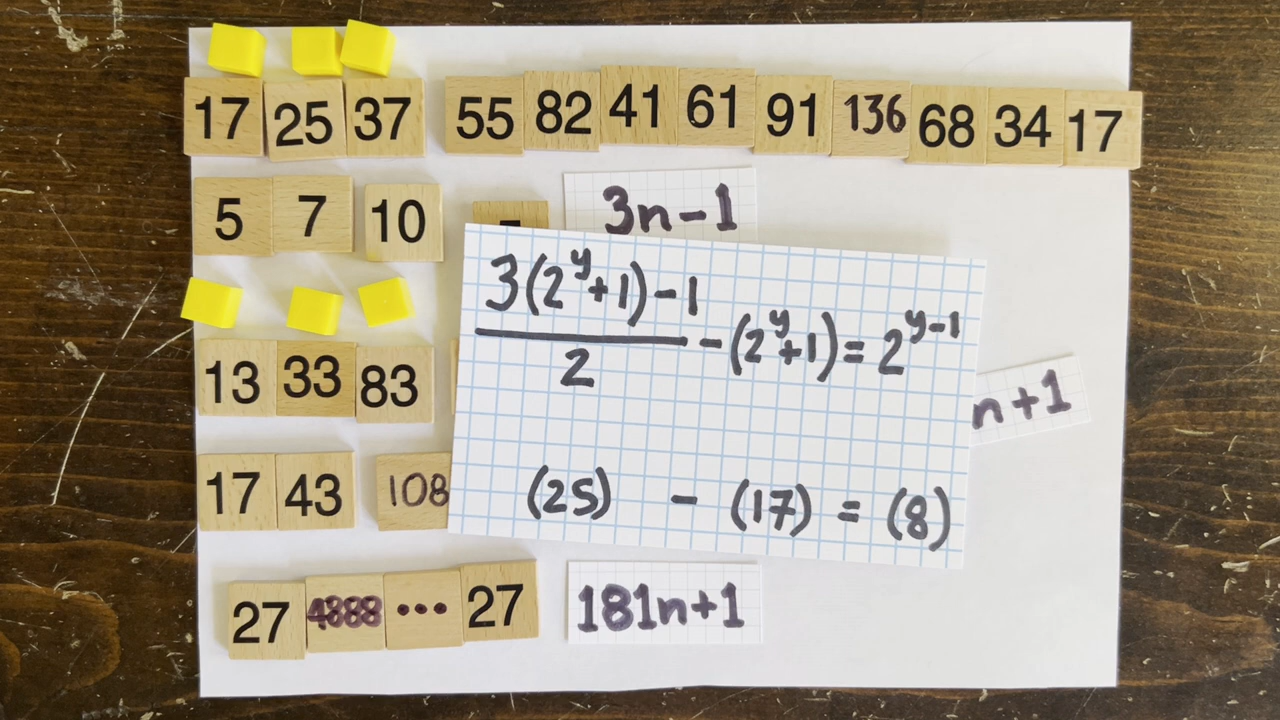 17 25 37 55 82 41 61 91 136 68 34 17
5 7 10
3n-1
3(2^y+1)-1
2
-(2^y+1)=2^(y-1)
13 33 83
n+1
17 43 108
(25) - (17) = (8)
27 ... 27
181n+1